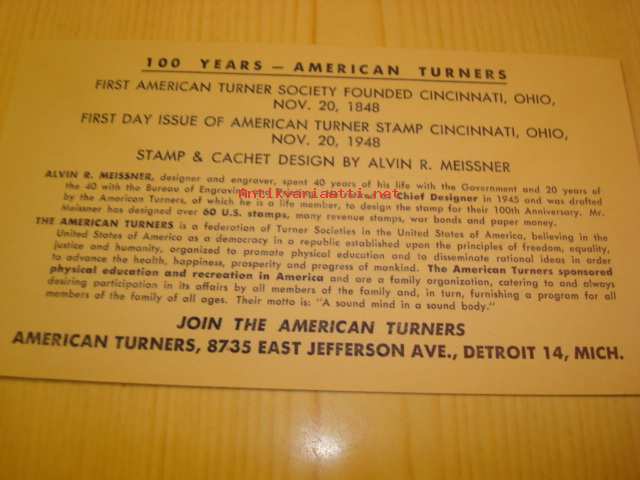 100 YEARS — AMERICAN TURNERS
FIRST AMERICAN TURNER SOCIETY FOUNDED CINCINNATI, OHIO,
NOV. 20, 1848
FIRST DAY ISSUE OF AMERICAN TURNER STAMP CINCINNATI, OHIO,
NOV. 20, 1948
STAMP & CACHET DESIGN BY ALVIN R. MEISSNER
ALVIN R. MEISSNER, designer and engraver, spent 40 years of his life with the Government and 20 years of
the 40 with the Bureau of Engraving Chief Designer in 1945 and was drafted
Antiikvanvaatti.net
by the American Turners, of which he is a life member, to design the stamp for their 100th Anniversary. Mr.
Meissner has designed over 60 U.S. stamps, many revenue stamps, war bonds and paper money.
THE AMERICAN TURNERS is a federation of Turner Societies in the United States of America, believing in the
United States of America as a democracy in a republic established upon the principles of freedom, equality,
justice and humanity, organized to promote physical education and to disseminate rational ideas in order
to advance the health, happiness, prosperity and progress of mankind. The American Turners sponsored
physical education and recreation in America and are a family organization, catering to and always
desiring participation in its affairs by all members of the family and, in turn, furnishing a program for all
members of the family of all ages. Their motto is: "A sound mind in a sound body."
JOIN THE AMERICAN TURNERS
AMERICAN TURNERS, 8735 EAST JEFFERSON AVE., DETROIT 14, MICH.